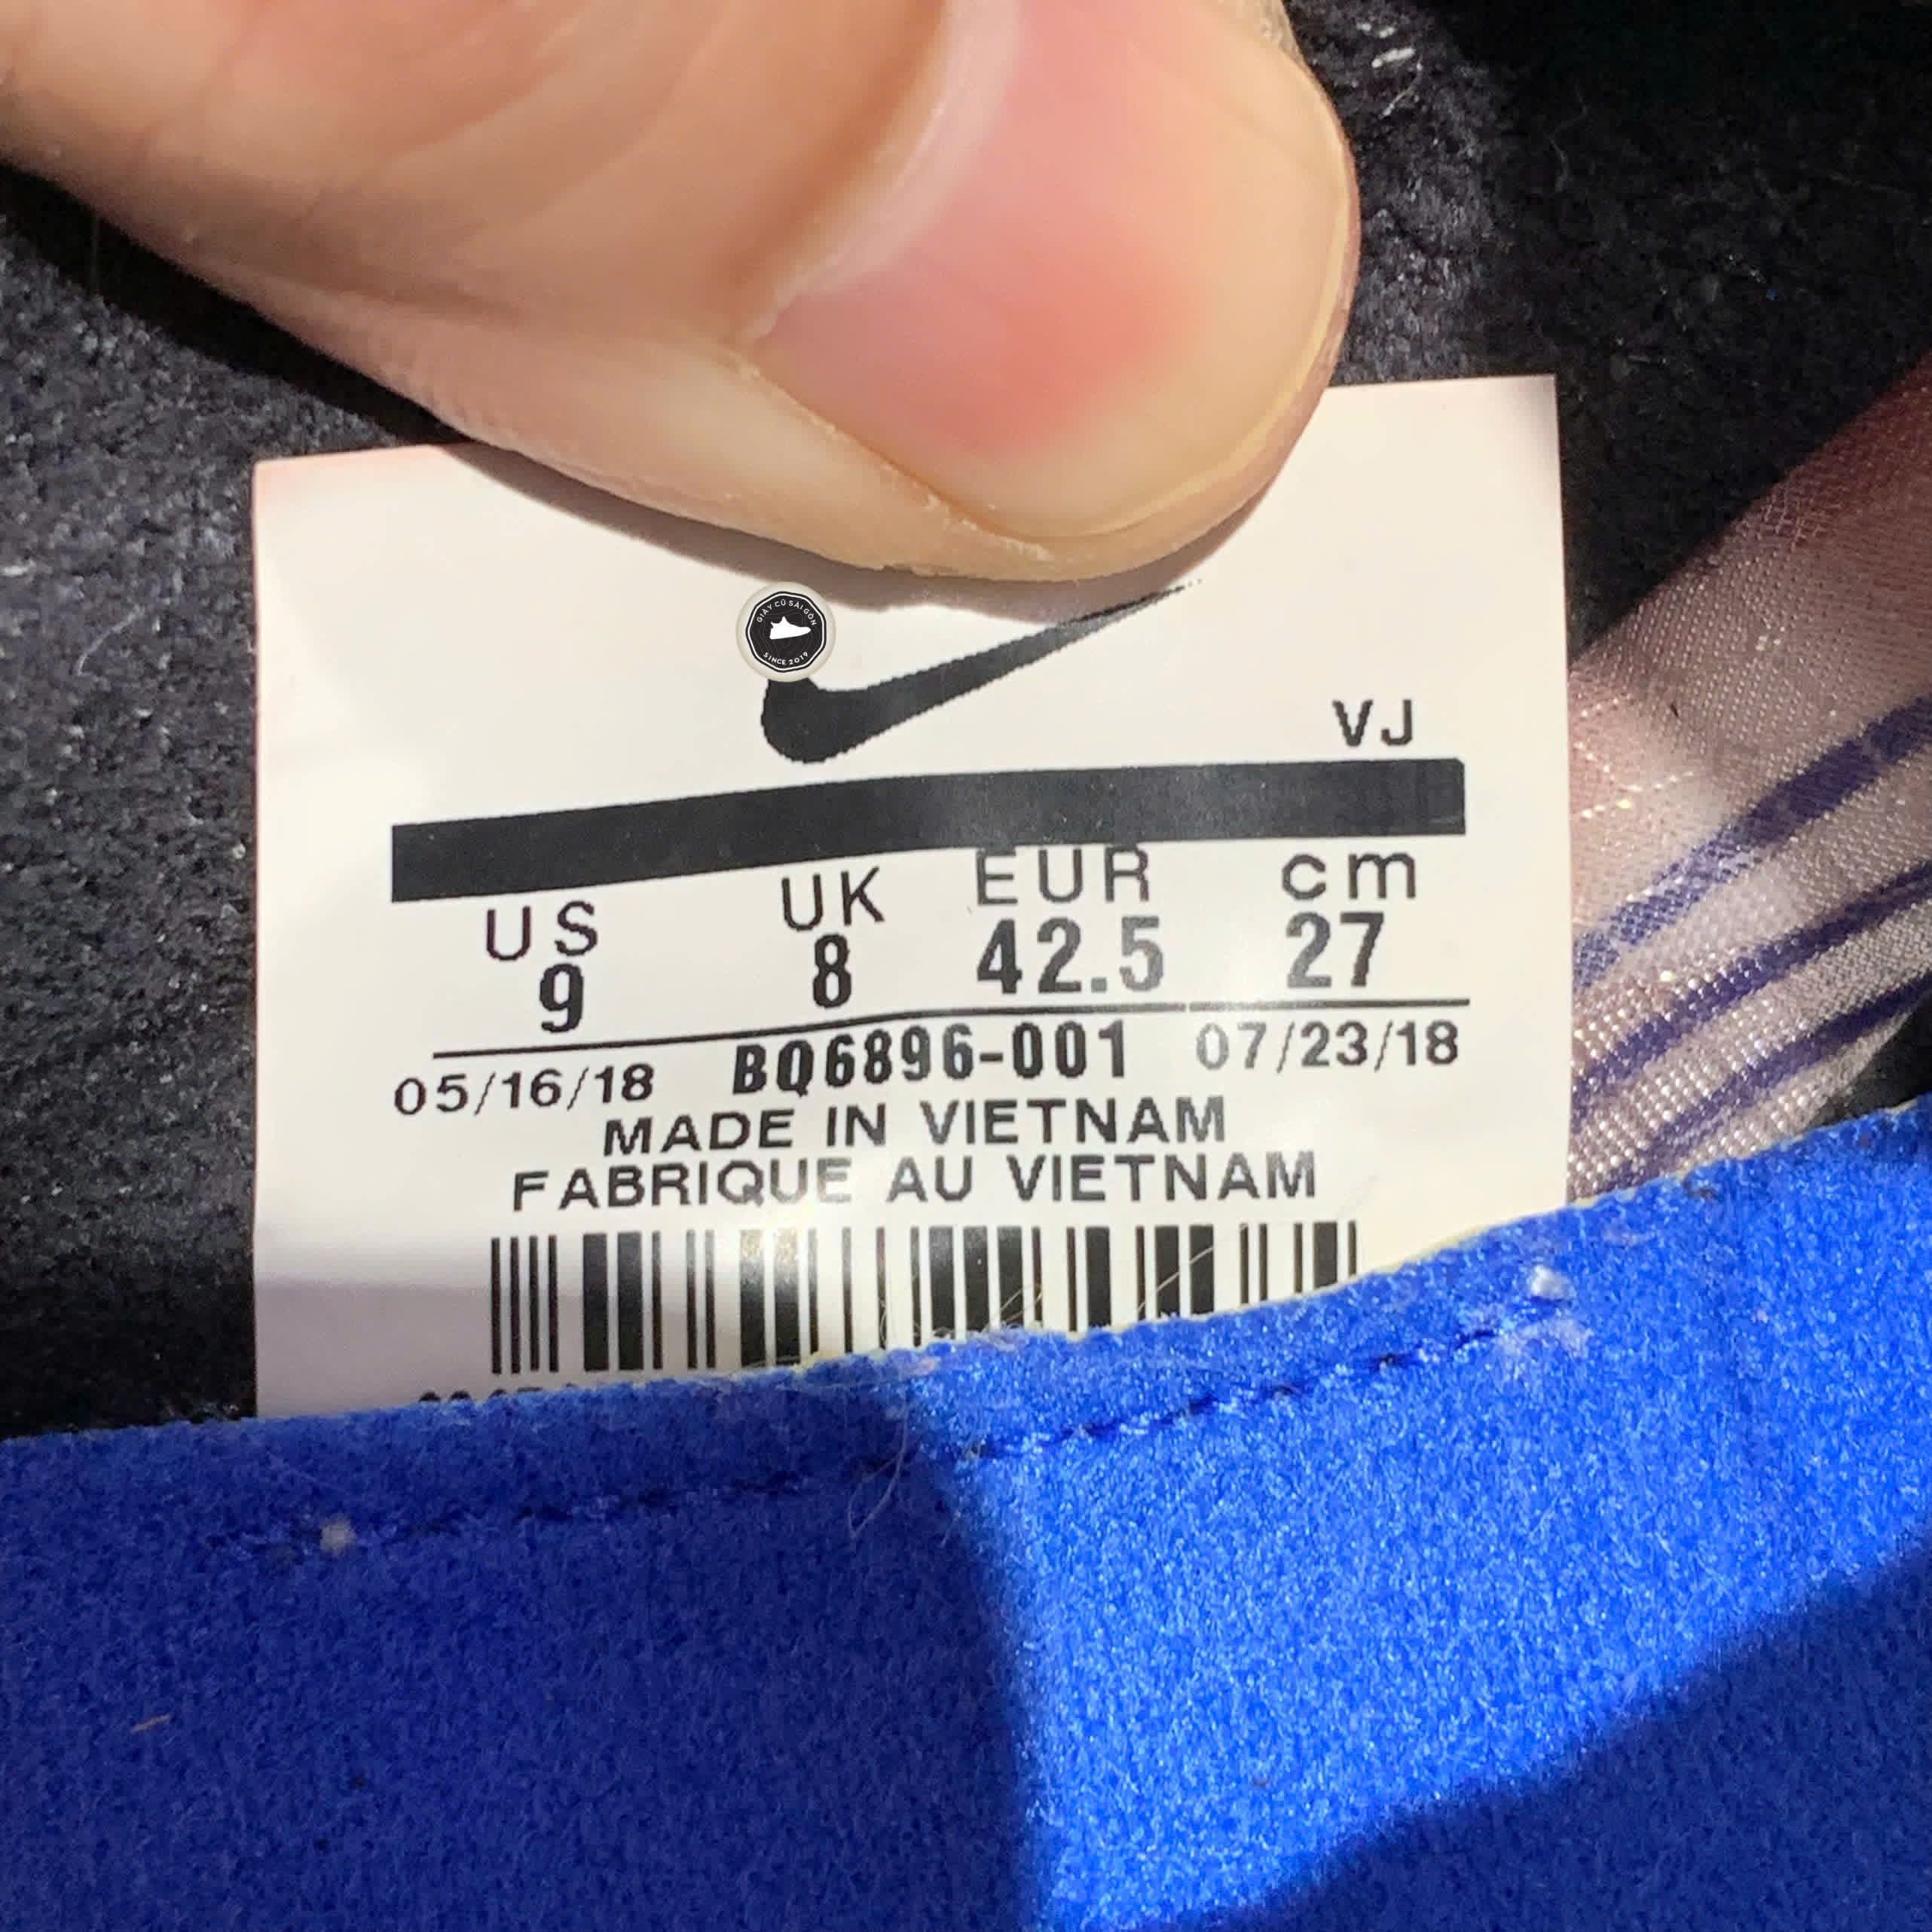 GIÀY CŨ SÀI GÒN
SINCE 2019
VJ
US UK EUR cm
9 8 42.5 27
05/16/18 BQ6896-001 07/23/18
MADE IN VIETNAM
FABRIQUE AU VIETNAM